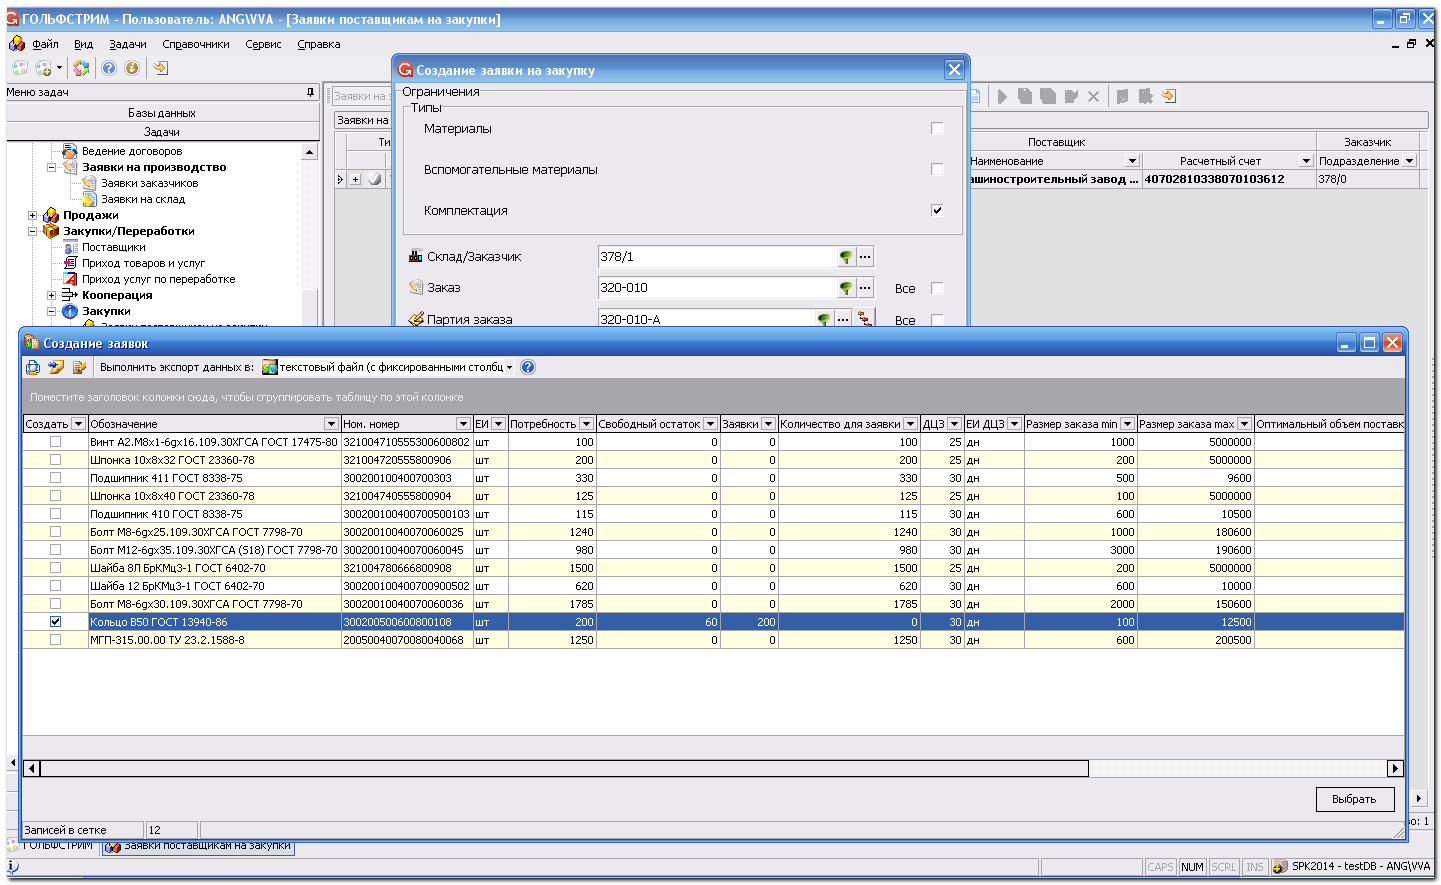 ГОЛЬФСТРИМ - Пользователь: ANG\VVA - [Заявки поставщикам на закупки]
Файл Вид Задачи Справочники Сервис Справка
Меню задач
Базы данных
Задачи
Ведение договоров
Заявки на производство
Заявки заказчиков
Заявки на склад
Продажи
Закупки/Переработки
Поставщики
Приход товаров и услуг
Приход услуг по переработке
Кооперация
Закупки
Заявки поставщикам на закупки
Заявки на з
Заявки на
Ти
Создание заявки на закупку
Ограничения
Типы
Материалы
Вспомогательные материалы
Комплектация
Склад/Заказчик 378/1
Заказ 320-010 Все
Партия заказа 320-010-А Все
Поставщик Заказчик
Наименование Расчетный счет Подразделение
ашиностроительный завод ... 40702810338070103612 378/0
Создание заявок
Выполнить экспорт данных в: текстовый файл (с фиксированными столбц
Поместите заголовок колонки сюда, чтобы сгруппировать таблицу по этой колонке
Создать Обозначение Ном. номер ЕИ Потребность Свободный остаток Заявки Количество для заявки ДЦЗ ЕИ ДЦЗ Размер заказа min Размер заказа max Оптимальный объем поставк
Винт А2.М8х1-6gх16.109.30ХГСА ГОСТ 17475-80 321004710555300600802 шт 100 0 0 100 25 дн 1000 5000000
Шпонка 10х8х32 ГОСТ 23360-78 321004720555800906 шт 200 0 0 200 25 дн 200 5000000
Подшипник 411 ГОСТ 8338-75 300200100400700303 шт 330 0 0 330 30 дн 500 9600
Шпонка 10х8х40 ГОСТ 23360-78 321004740555800904 шт 125 0 0 125 25 дн 100 5000000
Подшипник 410 ГОСТ 8338-75 300200100400700500103 шт 115 0 0 115 30 дн 600 10500
Болт М8-6gх25.109.30ХГСА ГОСТ 7798-70 30020010040070060025 шт 1240 0 0 1240 30 дн 1000 180600
Болт М12-6gх35.109.30ХГСА (S18) ГОСТ 7798-70 30020010040070060045 шт 980 0 0 980 30 дн 3000 190600
Шайба 8Л БрКМц3-1 ГОСТ 6402-70 321004780666800908 шт 1500 0 0 1500 25 дн 200 5000000
Шайба 12 БрКМц3-1 ГОСТ 6402-70 300200100400700900502 шт 620 0 0 620 30 дн 600 10000
Болт М8-6gх30.109.30ХГСА ГОСТ 7798-70 30020010040070060036 шт 1785 0 0 1785 30 дн 2000 150600
Кольцо В50 ГОСТ 13940-86 300200500600800108 шт 200 60 200 0 30 дн 100 12500
МГП-315.00.00 ТУ 23.2.1588-8 20050040070080040068 шт 1250 0 0 1250 30 дн 600 200500
Выбрать
Записей в сетке 12
во: 1
ГОЛЬФСТРИМ Заявки поставщикам на закупки
CAPS NUM SCRL INS SPK2014 - testDB - ANG\VVA